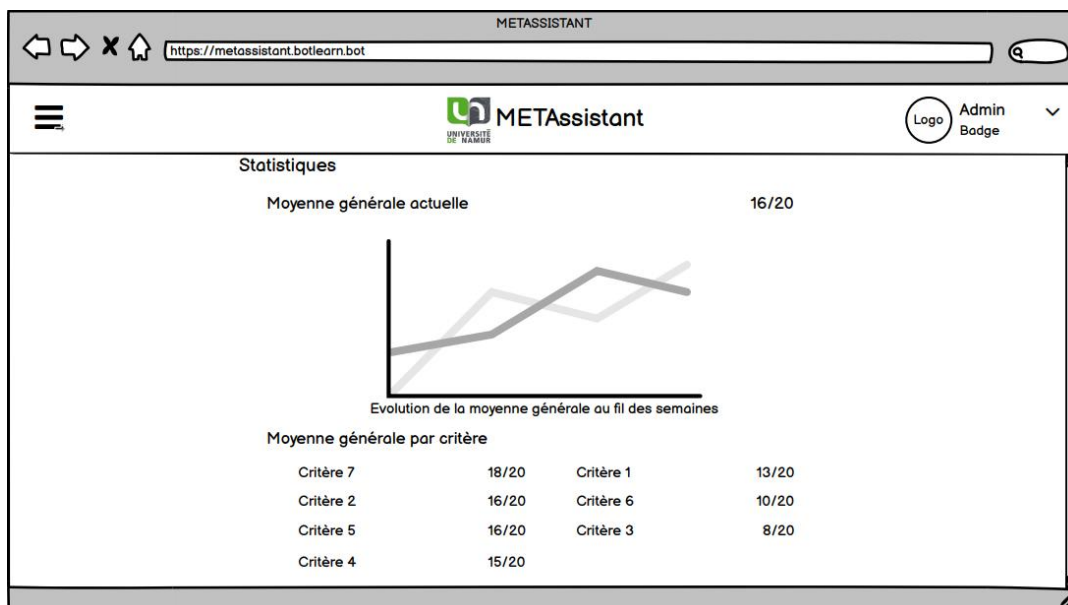 METASSISTANT
https://metassistant.botlearn.bot
UNIVERSITÉ
DE NAMUR
METAssistant
Logo
Admin
Badge
Statistiques
Moyenne générale actuelle 16/20
Evolution de la moyenne générale au fil des semaines
Moyenne générale par critère
Critère 7 18/20 Critère 1 13/20
Critère 2 16/20 Critère 6 10/20
Critère 5 16/20 Critère 3 8/20
Critère 4 15/20